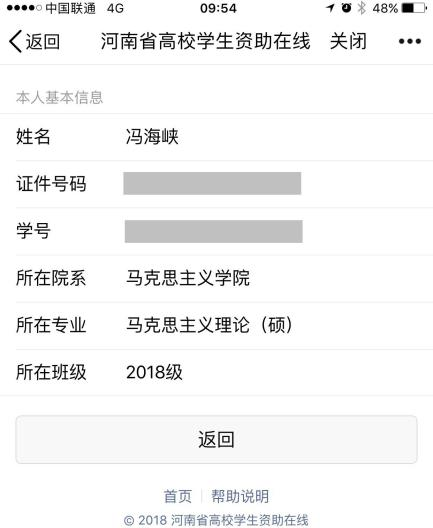 中国联通 4G 09:54 48%
返回 河南省高校学生资助在线 关闭
本人基本信息
姓名 冯海峡
证件号码
学号
所在院系 马克思主义学院
所在专业 马克思主义理论（硕）
所在班级 2018级
返回
首页 帮助说明
© 2018 河南省高校学生资助在线